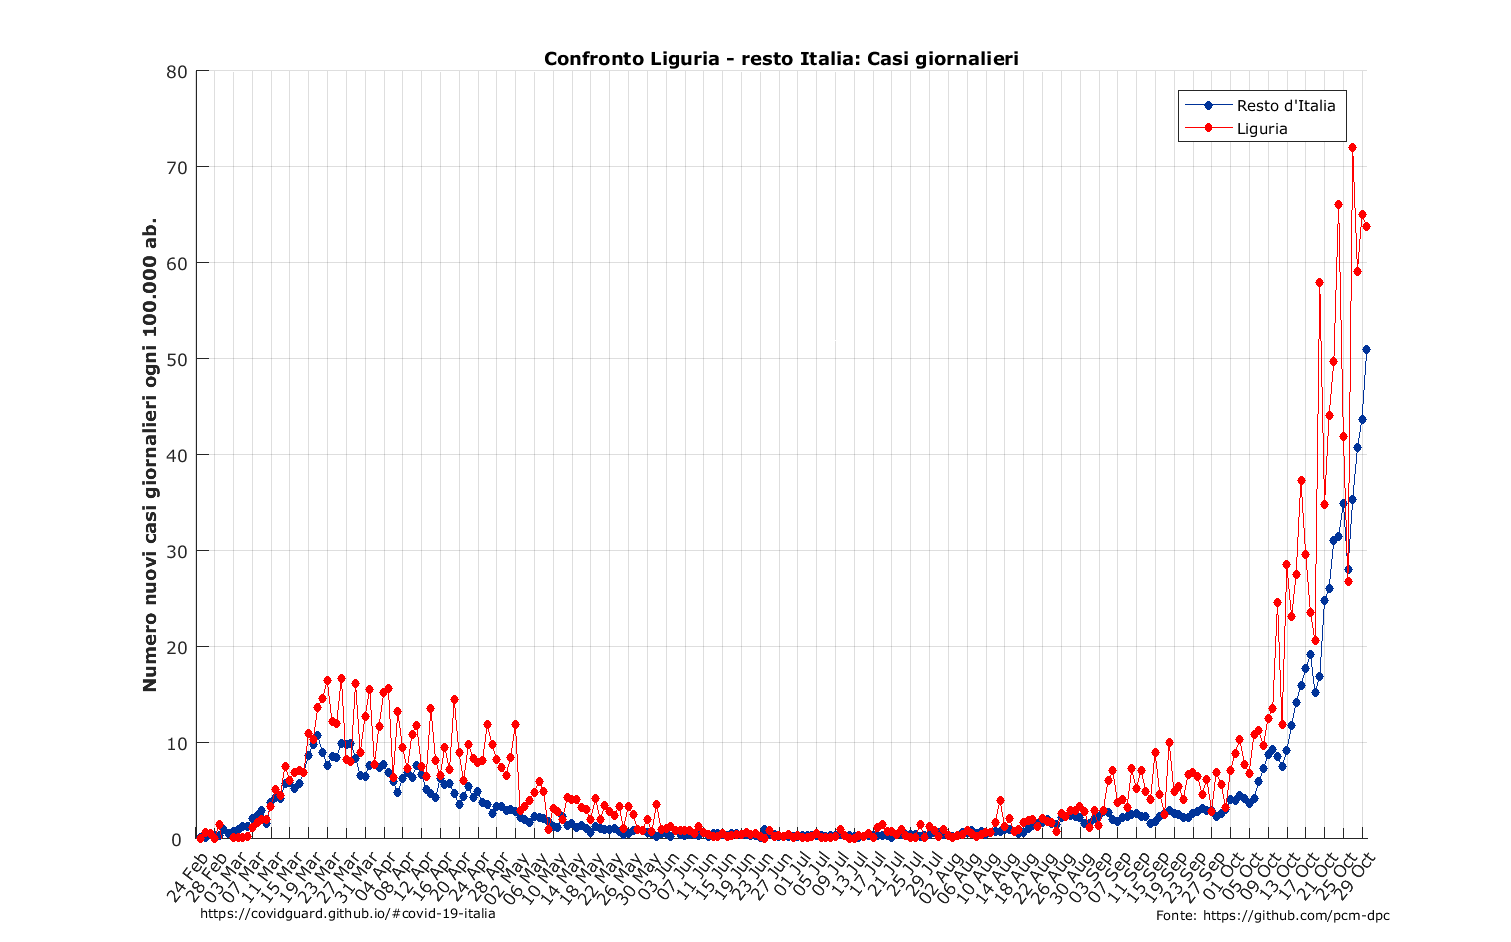 Confronto Liguria - resto Italia: Casi giornalieri
Resto d'Italia
Liguria
Numero nuovi casi giornalieri ogni 100.000 ab.
80
70
60
50
40
30
20
10
0
24 Feb
28 Feb
03 Mar
07 Mar
11 Mar
15 Mar
19 Mar
23 Mar
27 Mar
31 Mar
04 Apr
08 Apr
12 Apr
16 Apr
20 Apr
24 Apr
28 Apr
02 May
06 May
10 May
14 May
18 May
22 May
26 May
30 May
03 Jun
07 Jun
11 Jun
15 Jun
19 Jun
23 Jun
27 Jun
01 Jul
05 Jul
09 Jul
13 Jul
17 Jul
21 Jul
25 Jul
29 Jul
02 Aug
06 Aug
10 Aug
14 Aug
18 Aug
22 Aug
26 Aug
30 Aug
03 Sep
07 Sep
11 Sep
15 Sep
19 Sep
23 Sep
27 Sep
01 Oct
05 Oct
09 Oct
13 Oct
17 Oct
21 Oct
25 Oct
29 Oct
https://covidguard.github.io/#covid-19-italia
Fonte: https://github.com/pcm-dpc